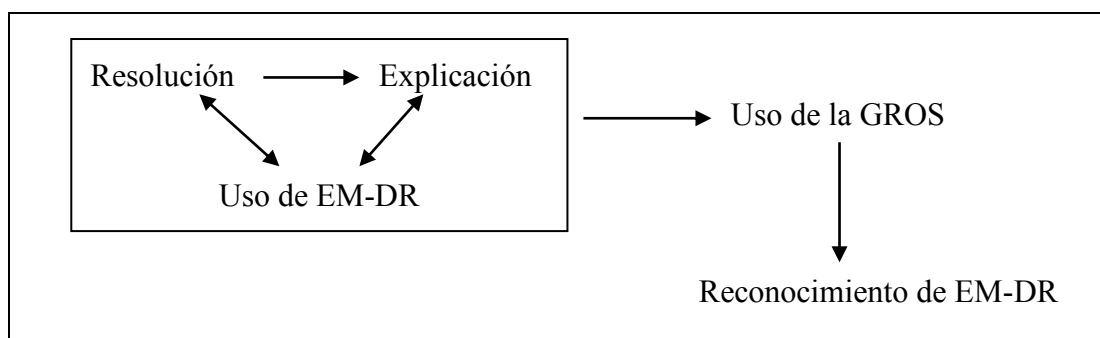 Resolución Explicación
Uso de la GROS
Uso de EM-DR
Reconocimiento de EM-DR